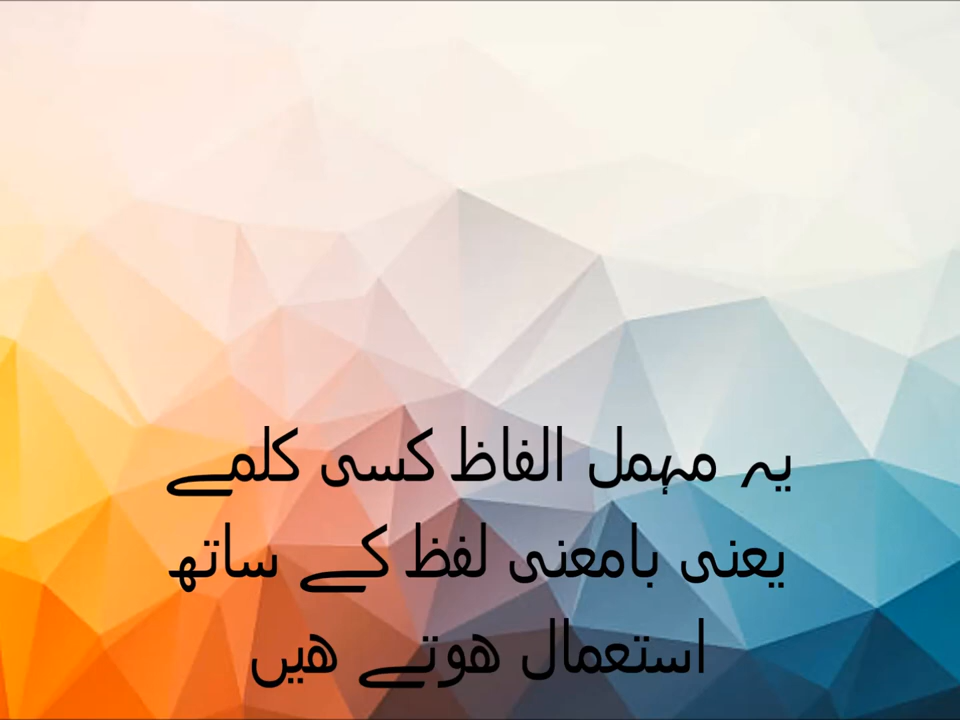 یہ مہمل الفاظ کسی کلمے
یعنی بامعنی لفظ کے ساتھ
استعمال ھوتے ھیں